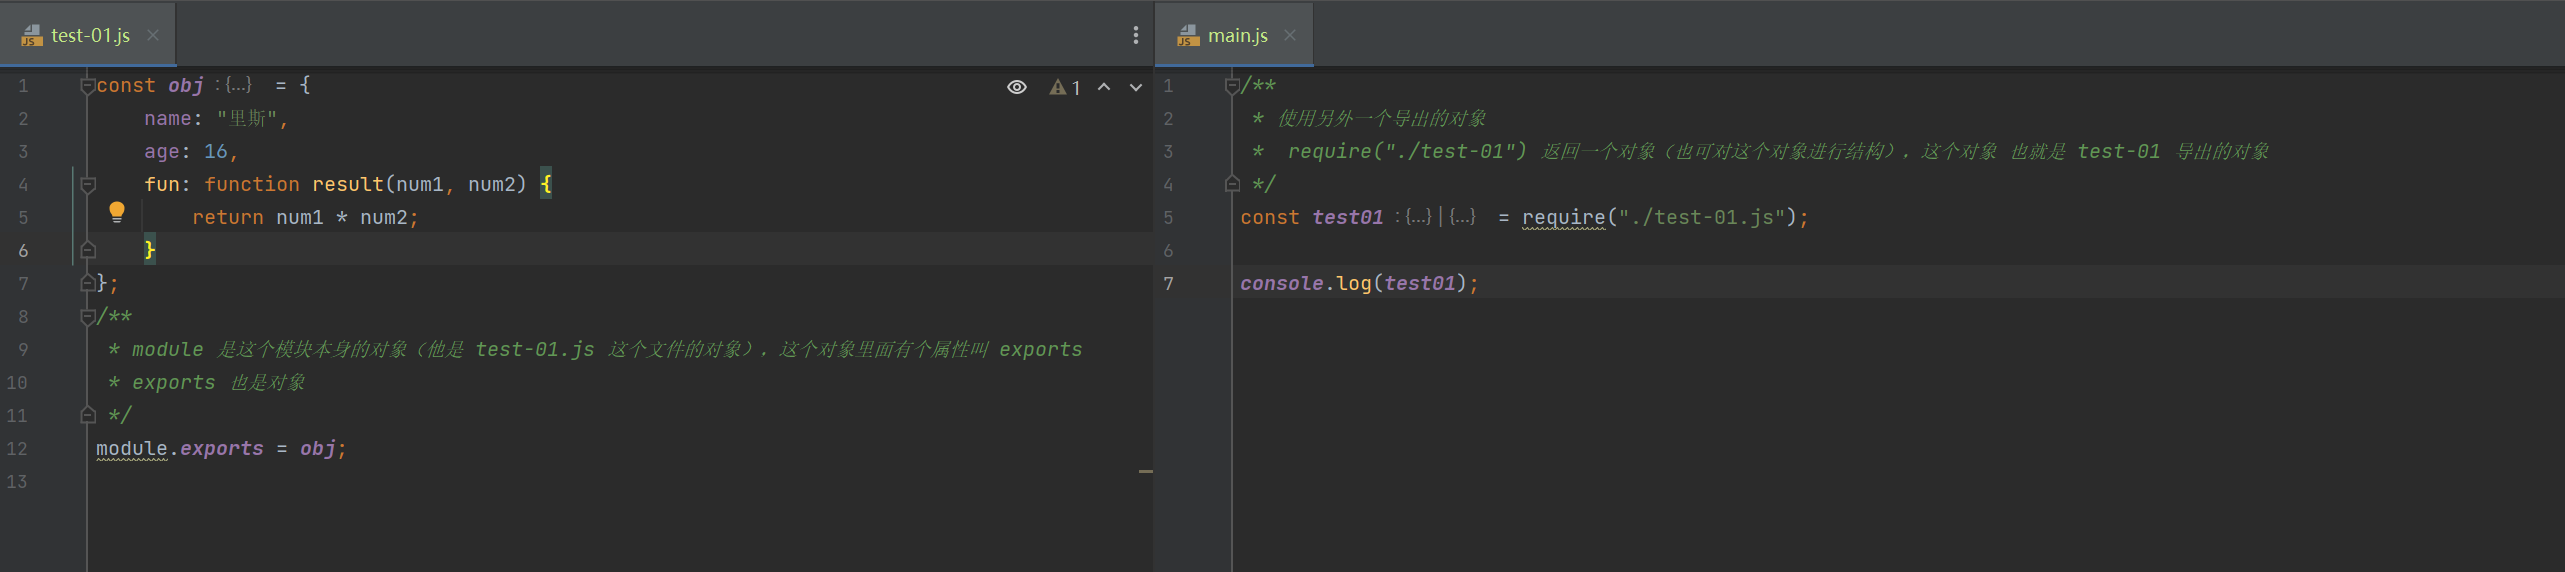 test-01.js
1 const obj : {...} = {
2 name: "里斯",
3 age: 16,
4 fun: function result(num1, num2) {
5 return num1 * num2;
6 }
7 };
8 /**
9 * module 是这个模块本身的对象（他是 test-01.js 这个文件的对象），这个对象里面有个属性叫 exports
10 * exports 也是对象
11 */
12 module.exports = obj;
13
1
main.js
1 /**
2 * 使用另外一个导出的对象
3 * require("./test-01") 返回一个对象（也可对这个对象进行结构），这个对象 也就是 test-01 导出的对象
4 */
5 const test01 : {...}|{...} = require("./test-01.js");
6
7 console.log(test01);